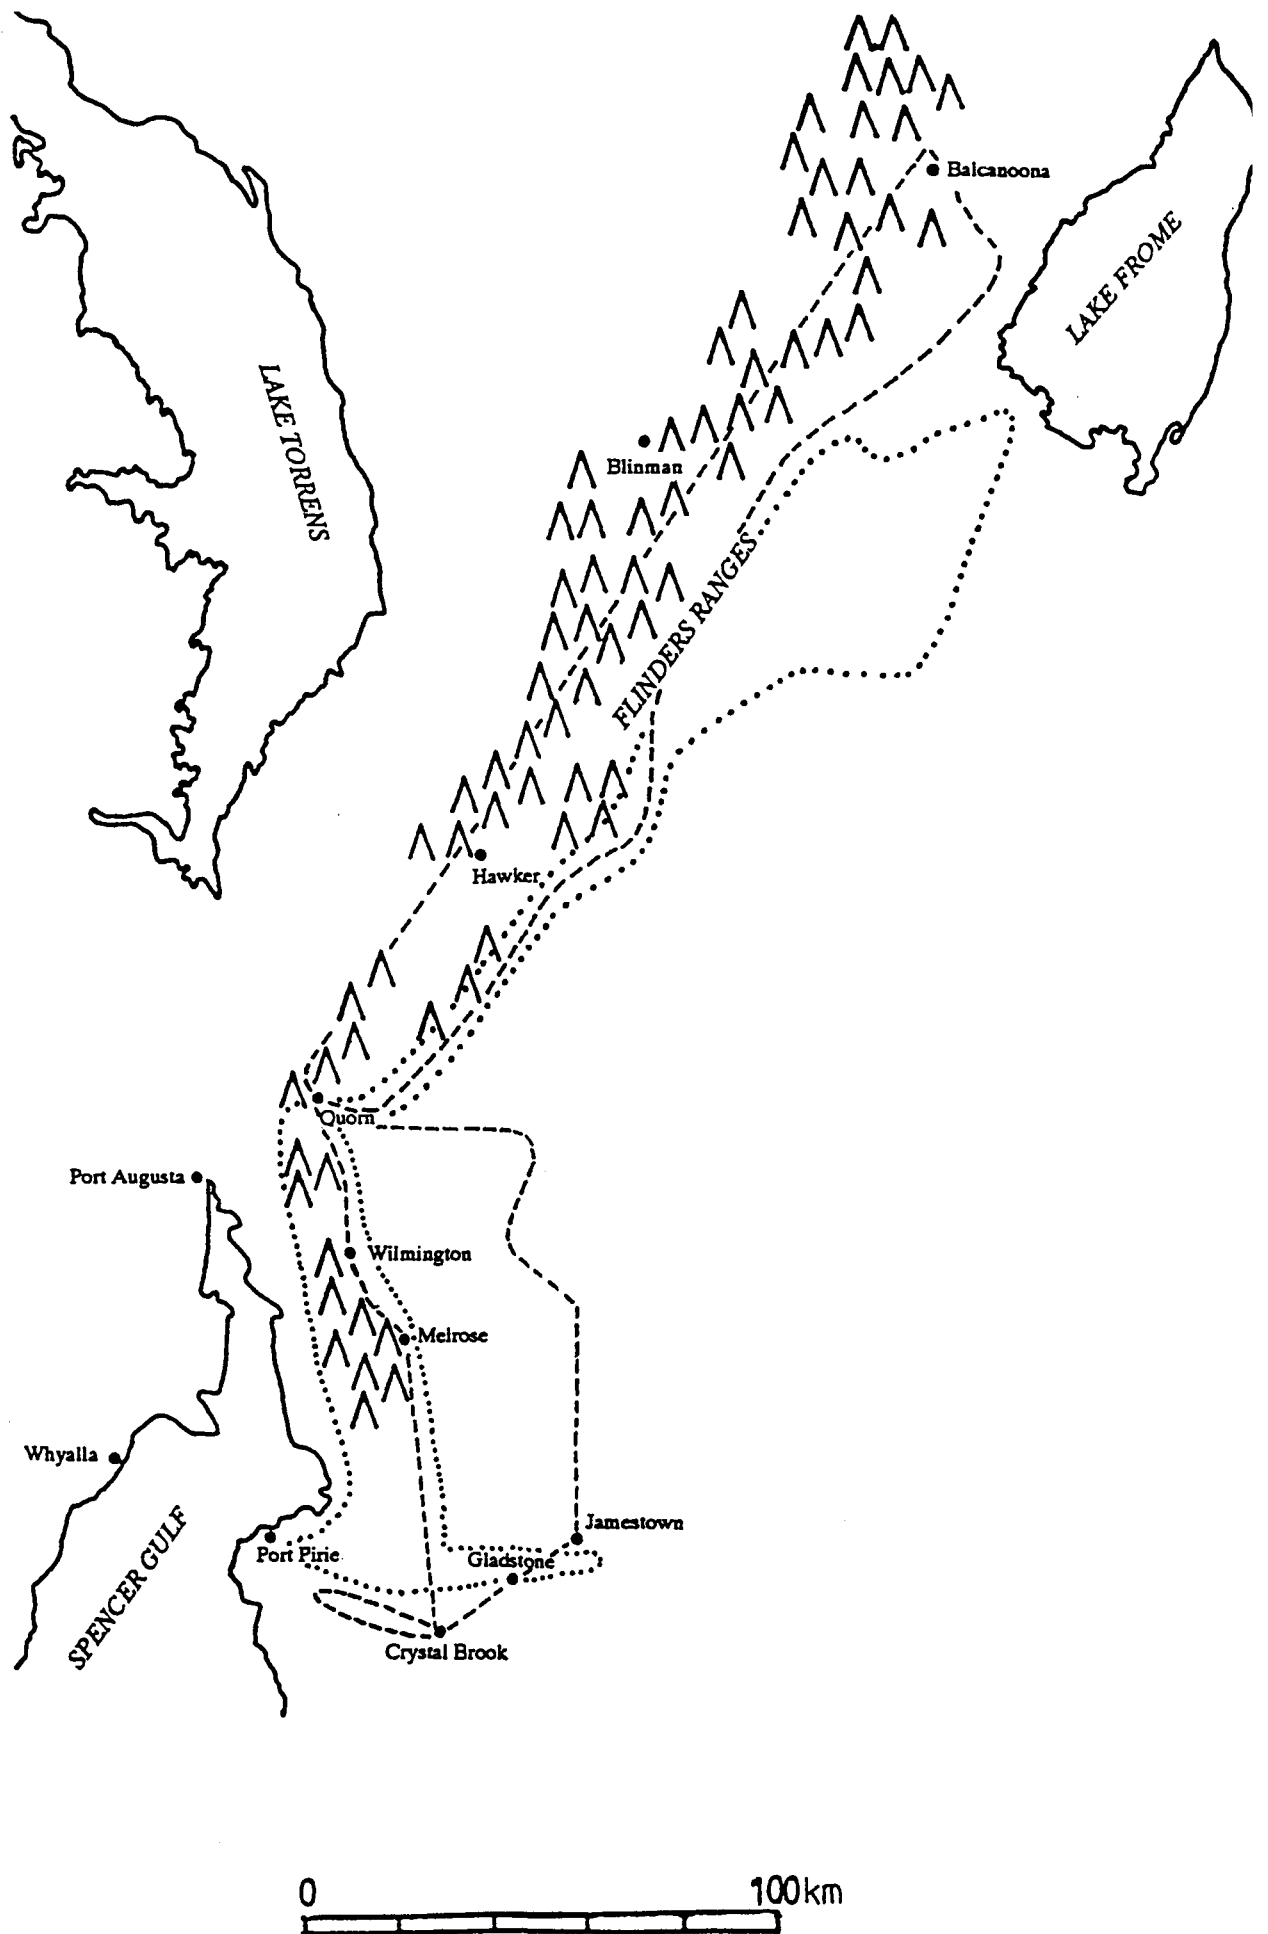 Balcanoona
LAKE FROME
LAKE TORRENS
Blinman
FLINDERS RANGES
Hawker
Quorn
Port Augusta
Wilmington
Melrose
Whyalla
Jamestown
Port Pirie
Gladstone
SPENCER GULF
Crystal Brook
0 100km